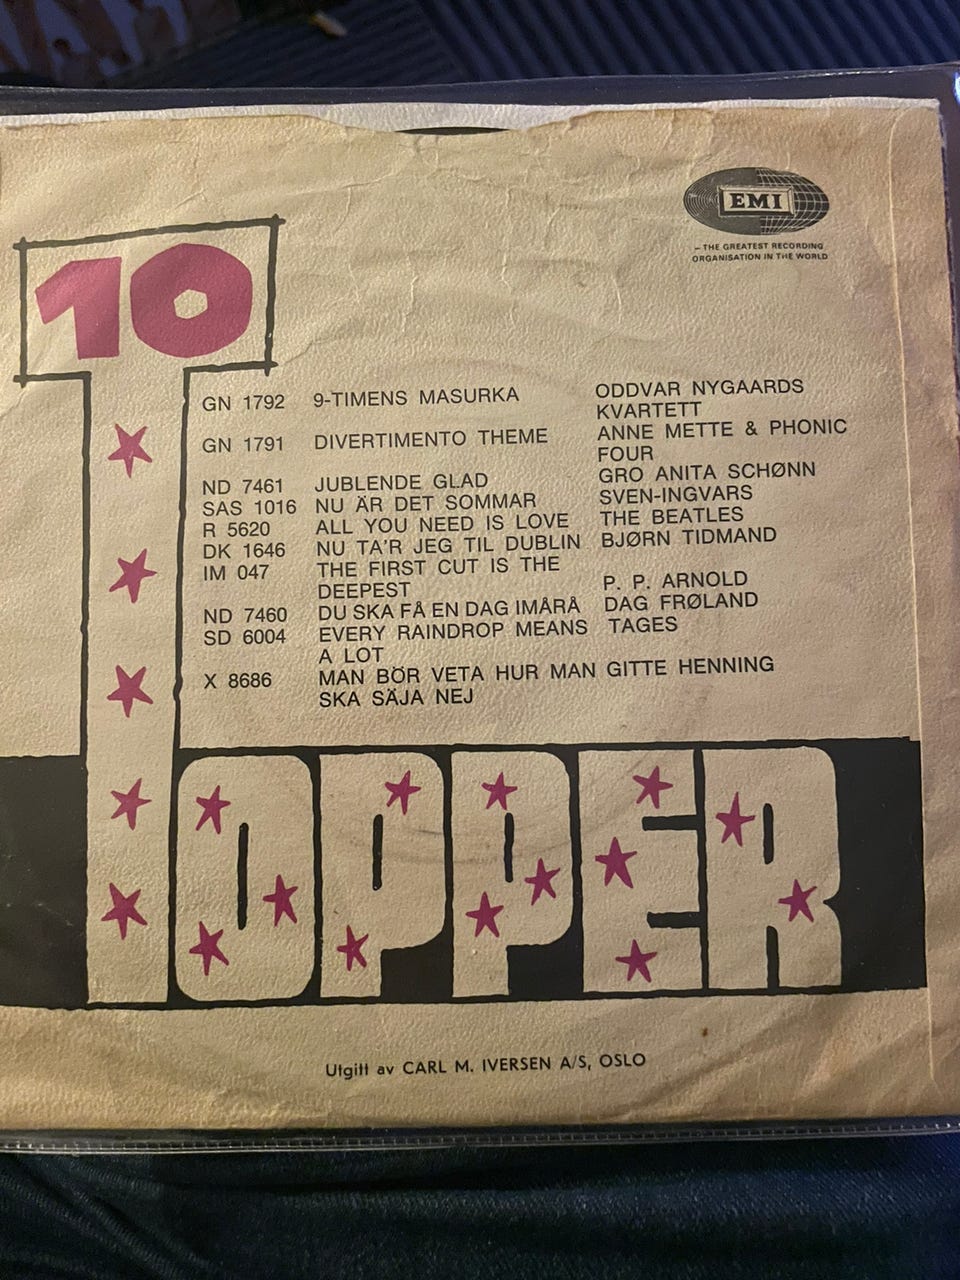 EMI
— THE GREATEST RECORDING
ORGANISATION IN THE WORLD
10
GN 1792 9-TIMENS MASURKA ODDVAR NYGAARDS
KVARTETT
GN 1791 DIVERTIMENTO THEME ANNE METTE & PHONIC
FOUR
ND 7461 JUBLENDE GLAD GRO ANITA SCHØNN
SAS 1016 NU ÄR DET SOMMAR SVEN-INGVARS
R 5620 ALL YOU NEED IS LOVE THE BEATLES
DK 1646 NU TA'R JEG TIL DUBLIN BJØRN TIDMAND
IM 047 THE FIRST CUT IS THE
DEEPEST P. P. ARNOLD
ND 7460 DU SKA FÅ EN DAG IMÅRÅ DAG FRØLAND
SD 6004 EVERY RAINDROP MEANS TAGES
A LOT
X 8686 MAN BÖR VETA HUR MAN GITTE HENNING
SKA SÄJA NEJ
TOPPER
Utgitt av CARL M. IVERSEN A/S, OSLO